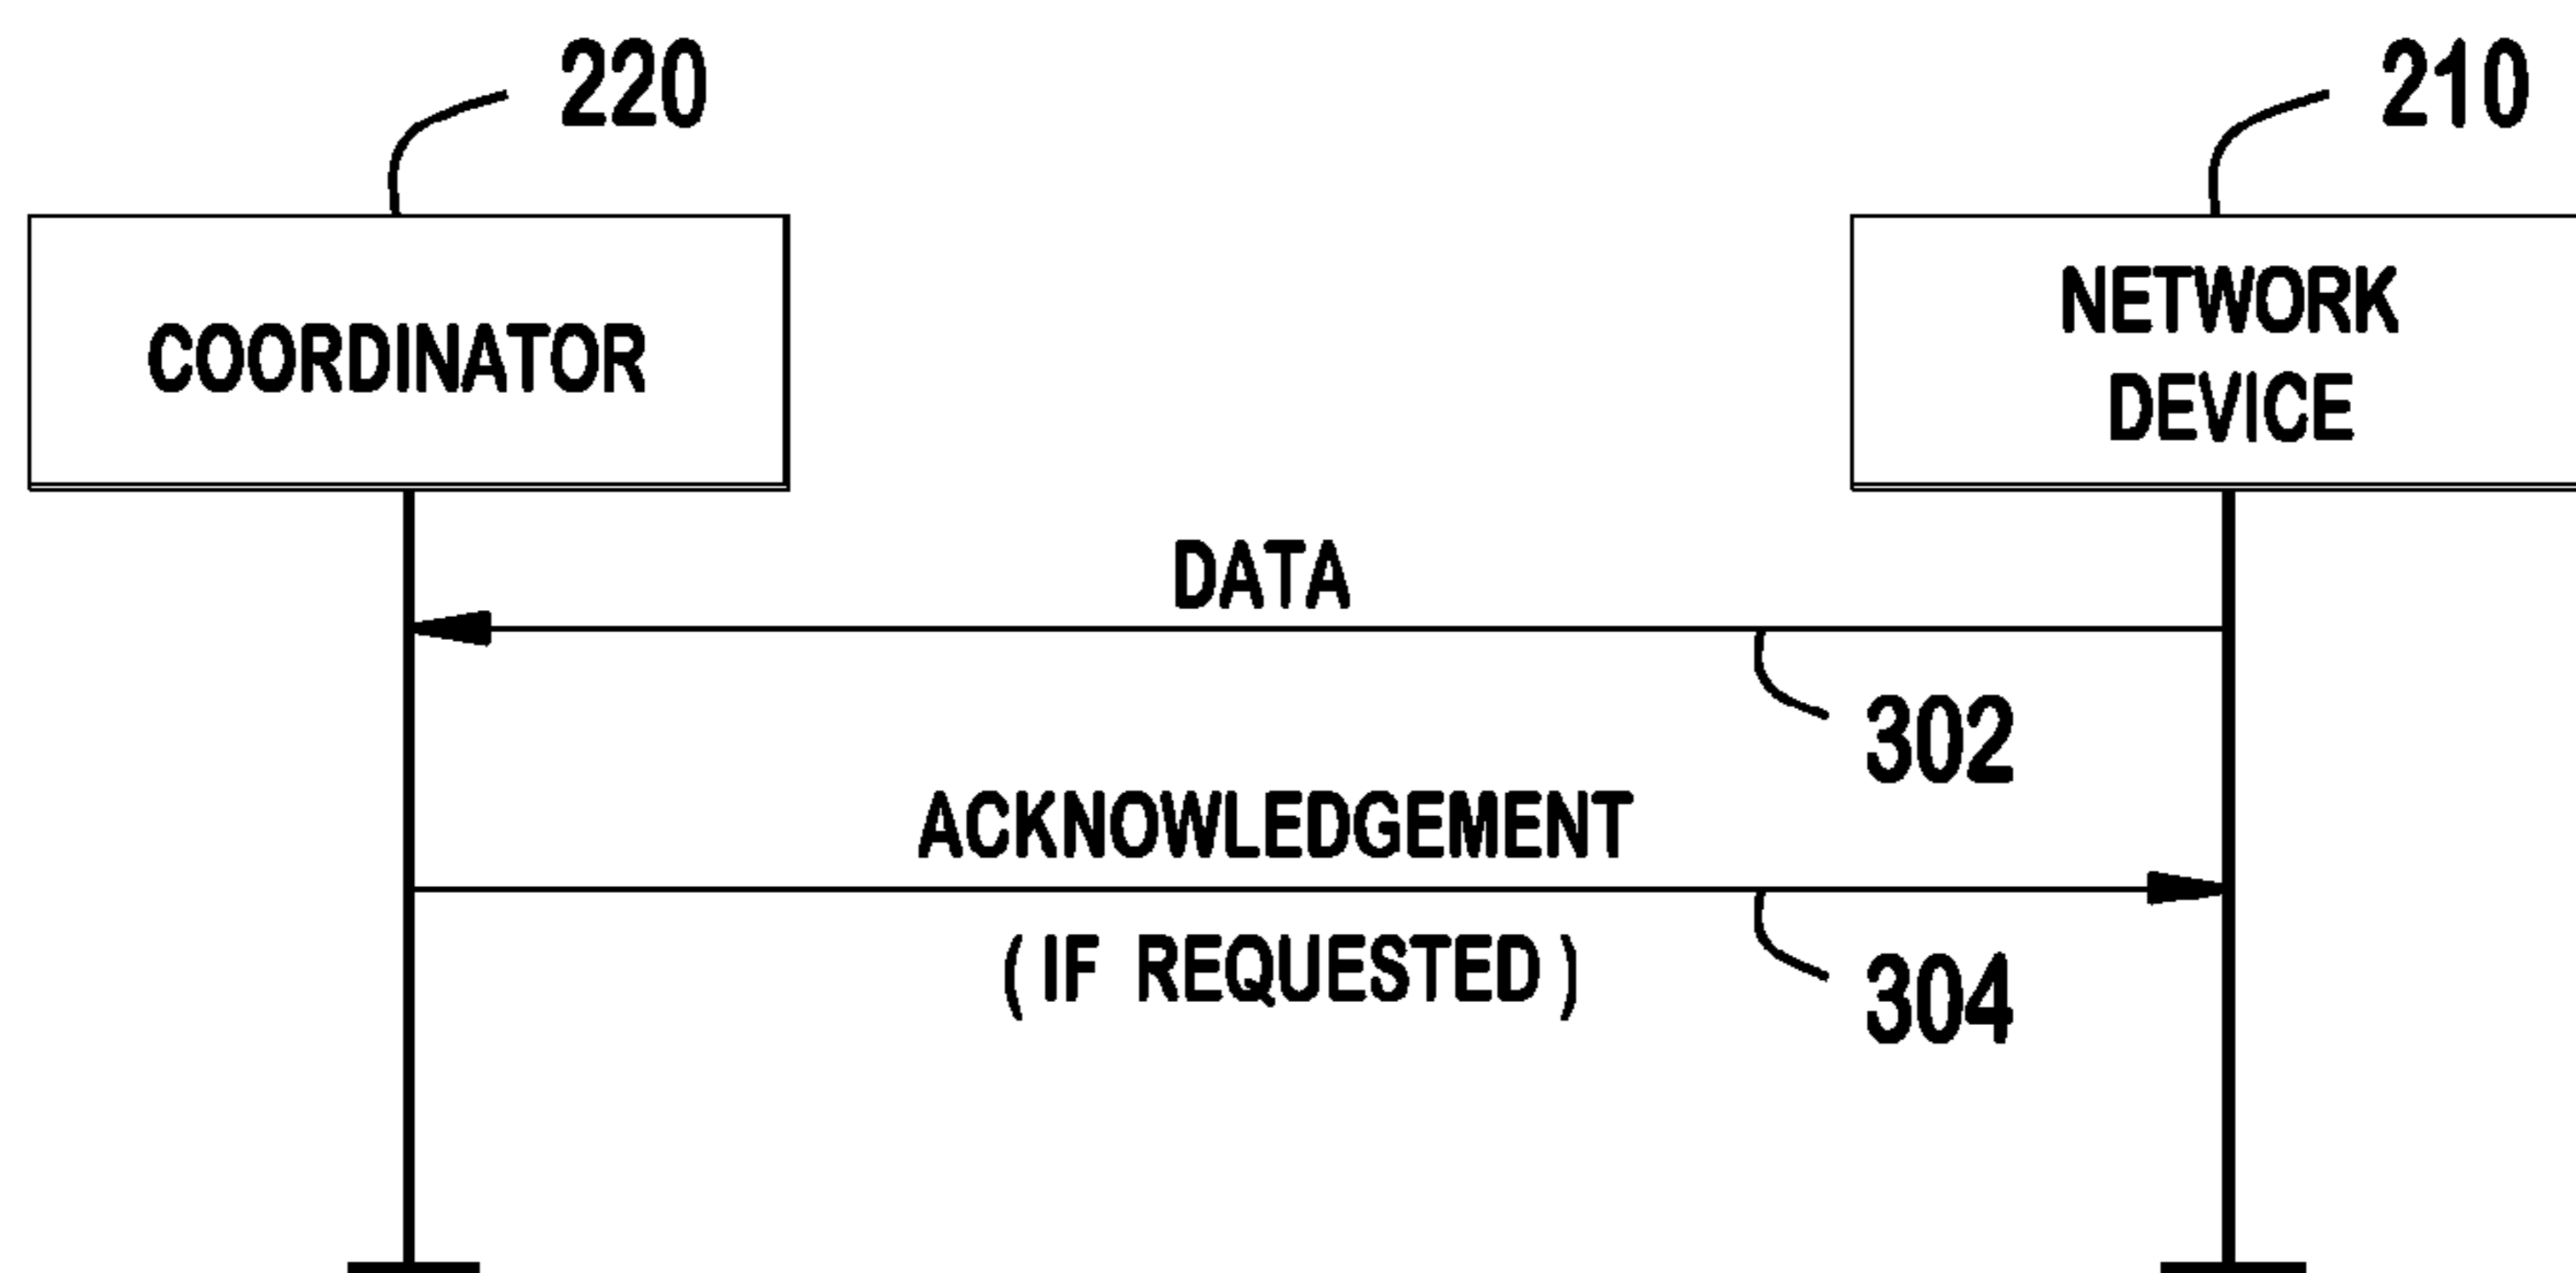 220
210
COORDINATOR
NETWORK
DEVICE
DATA
302
ACKNOWLEDGEMENT
( IF REQUESTED )
304